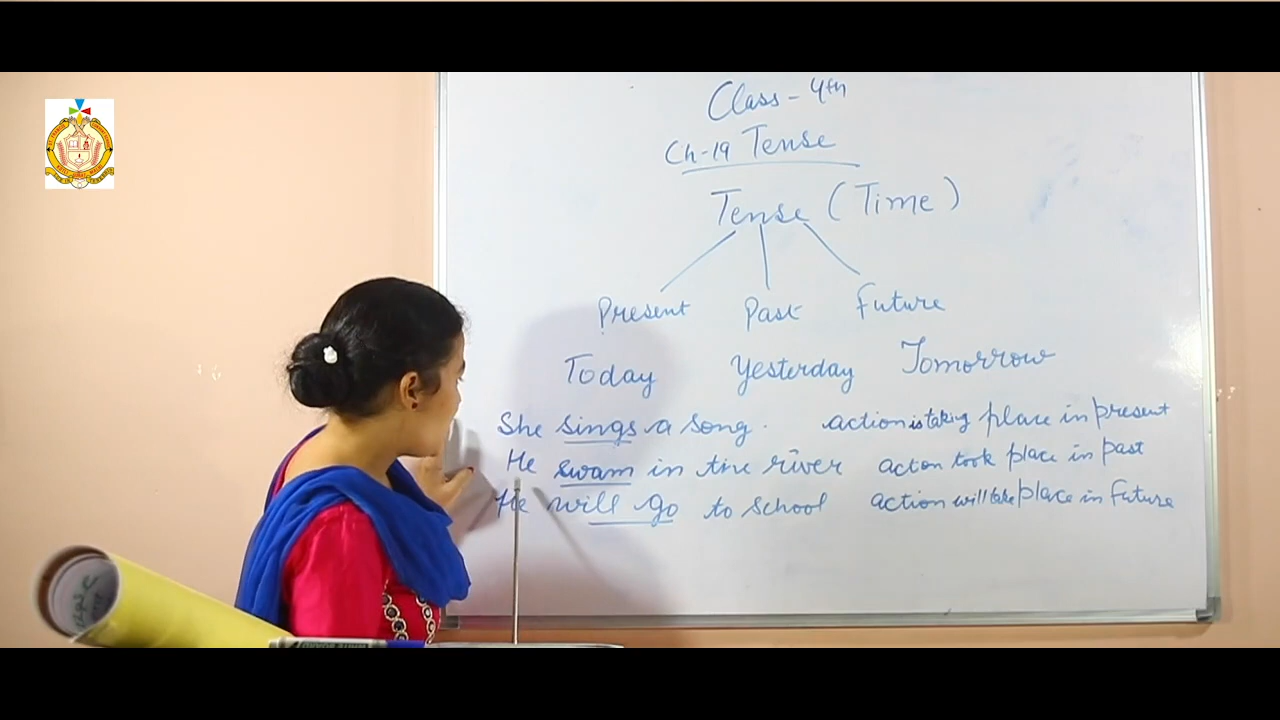 Class - 4th
Ch-19 Tense
Tense (Time)
Present Past Future
Today Yesterday Tomorrow
She sings a song. action is taking place in present
He swam in the river acton took place in past
He will go to school action will take place in Future